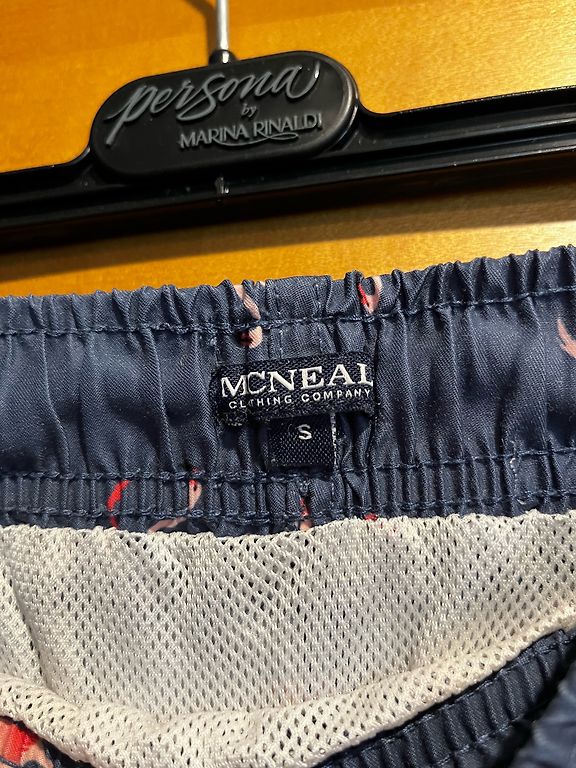 persona
by
MARINA RINALDI
MCNEAL
CLOTHING COMPANY
S